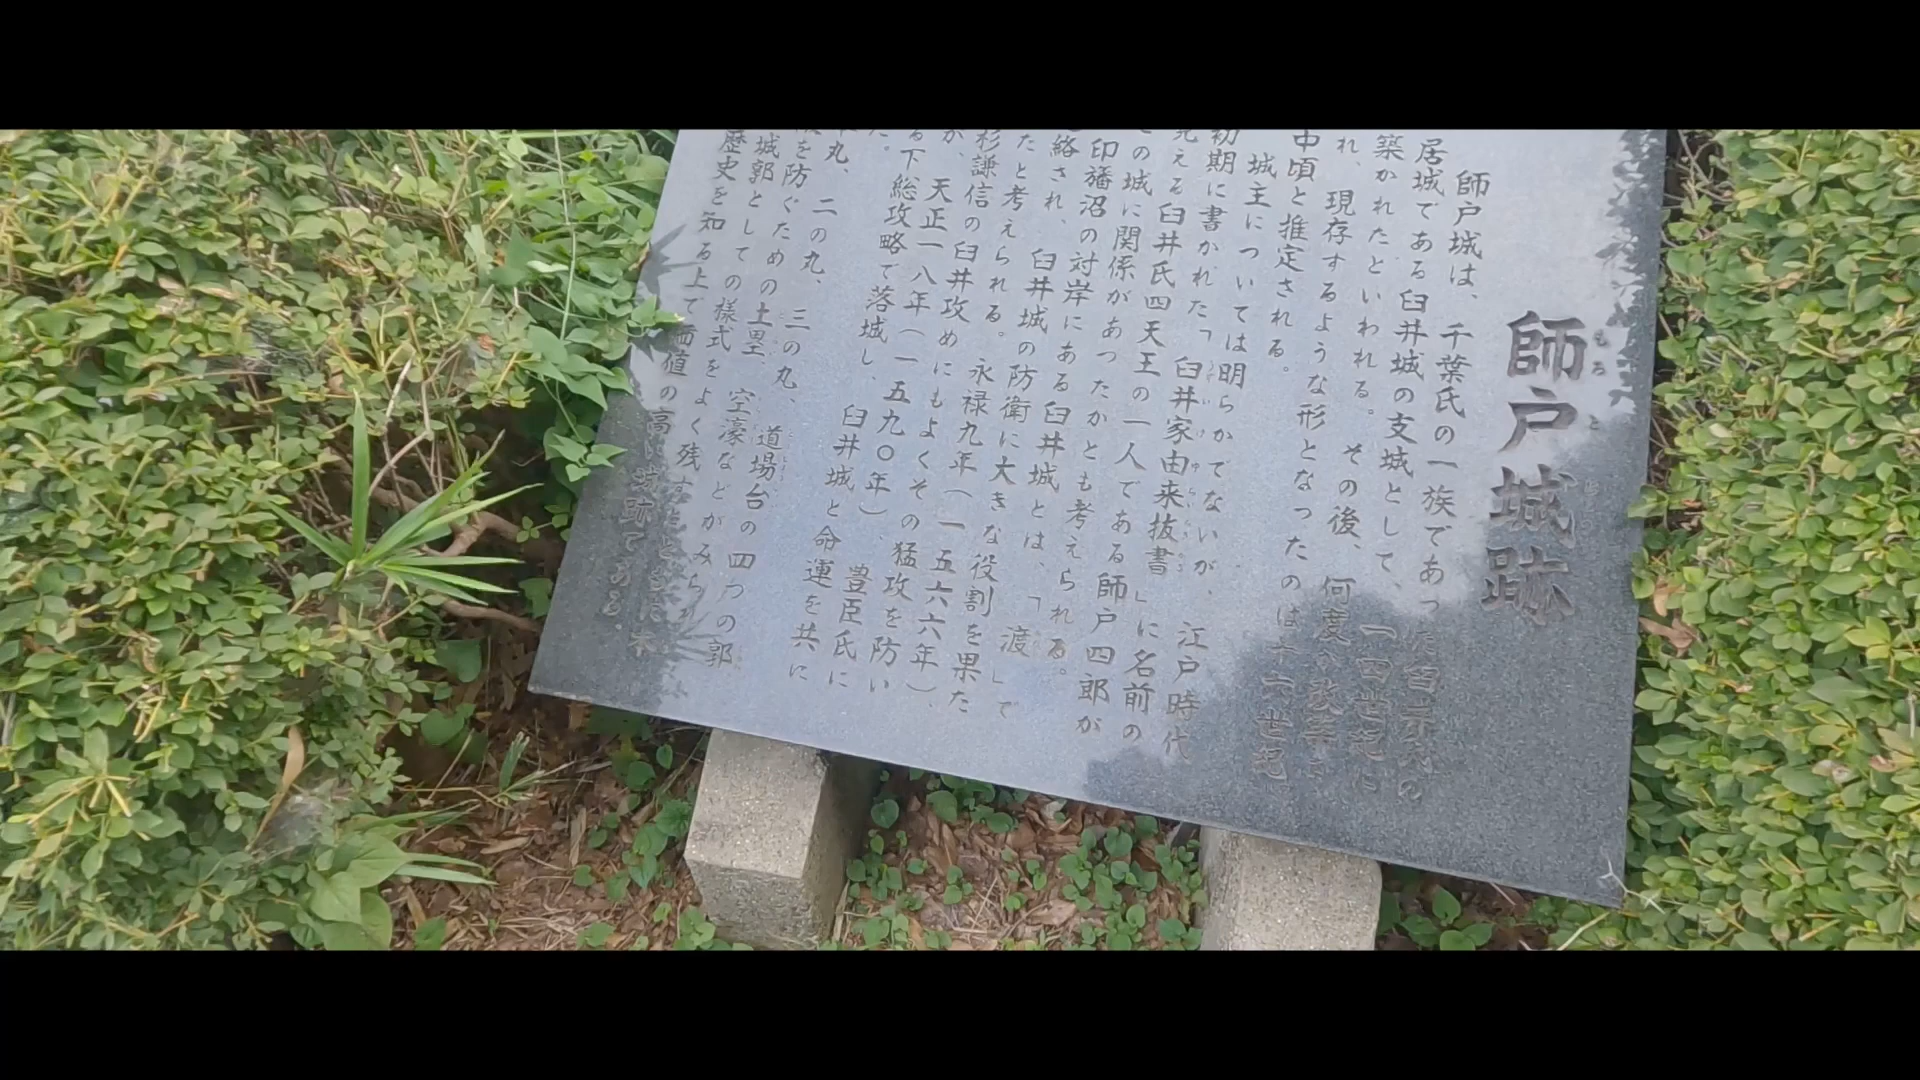 師戸城跡
もろと
師戸城は、千葉氏の一族であった臼井氏の
居城である臼井城の支城として、一四世紀に
築かれたといわれる。その後、何度か改築さ
れ、現存するような形となったのは十六世紀
中頃と推定される。
城主については明らかでないが、江戸時代
初期に書かれた「臼井家由来抜書」に名前の
見える臼井氏四天王の一人である師戸四郎が
この城に関係があったかとも考えられる。
印旛沼の対岸にある臼井城とは、「渡」で
絡され、臼井城の防衛に大きな役割を果た
たと考えられる。永禄九年(一五六六年)、
杉謙信の臼井攻めにもよくその猛攻を防い
が、天正一八年(一五九〇年)、豊臣氏に
る下総攻略で落城し、臼井城と命運を共に
た。
丸、二の丸、三の丸、道場台の四つの郭
を防ぐための土塁、空濠などがみられ
城郭としての様式をよく残す
歴史を知る上で価値の高い城跡である。